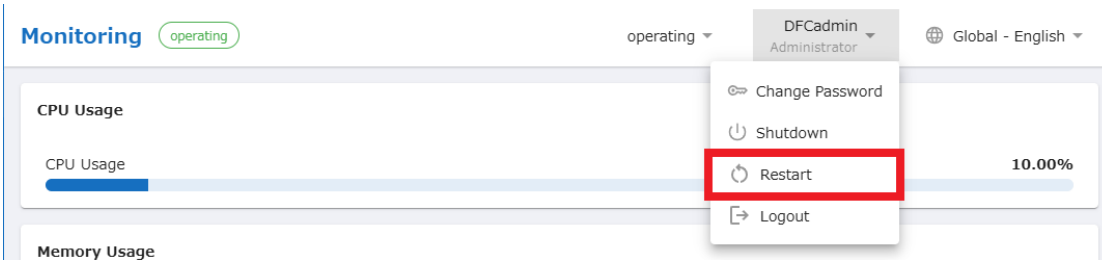 Monitoring operating operating DFCadmin Global - English
Administrator
Change Password
CPU Usage
Shutdown
CPU Usage 10.00%
Restart
Logout
Memory Usage